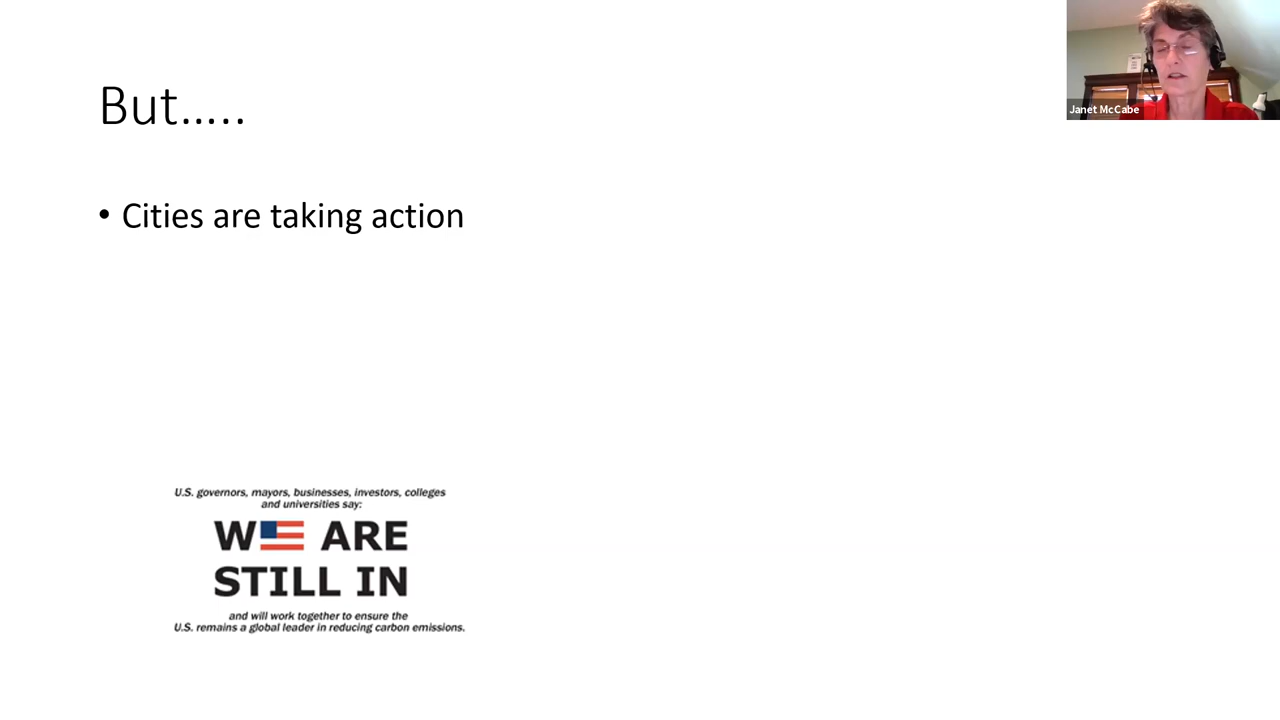 But…..
Janet McCabe
• Cities are taking action
U.S. governors, mayors, businesses, investors, colleges
and universities say:
WE ARE
STILL IN
and will work together to ensure the
U.S. remains a global leader in reducing carbon emissions.